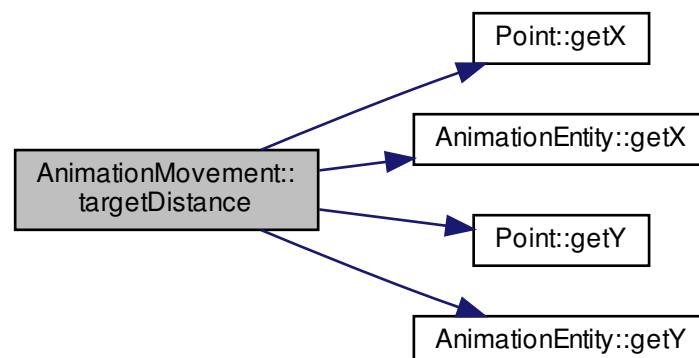 Point::getX
AnimationEntity::getX
AnimationMovement::
targetDistance
Point::getY
AnimationEntity::getY